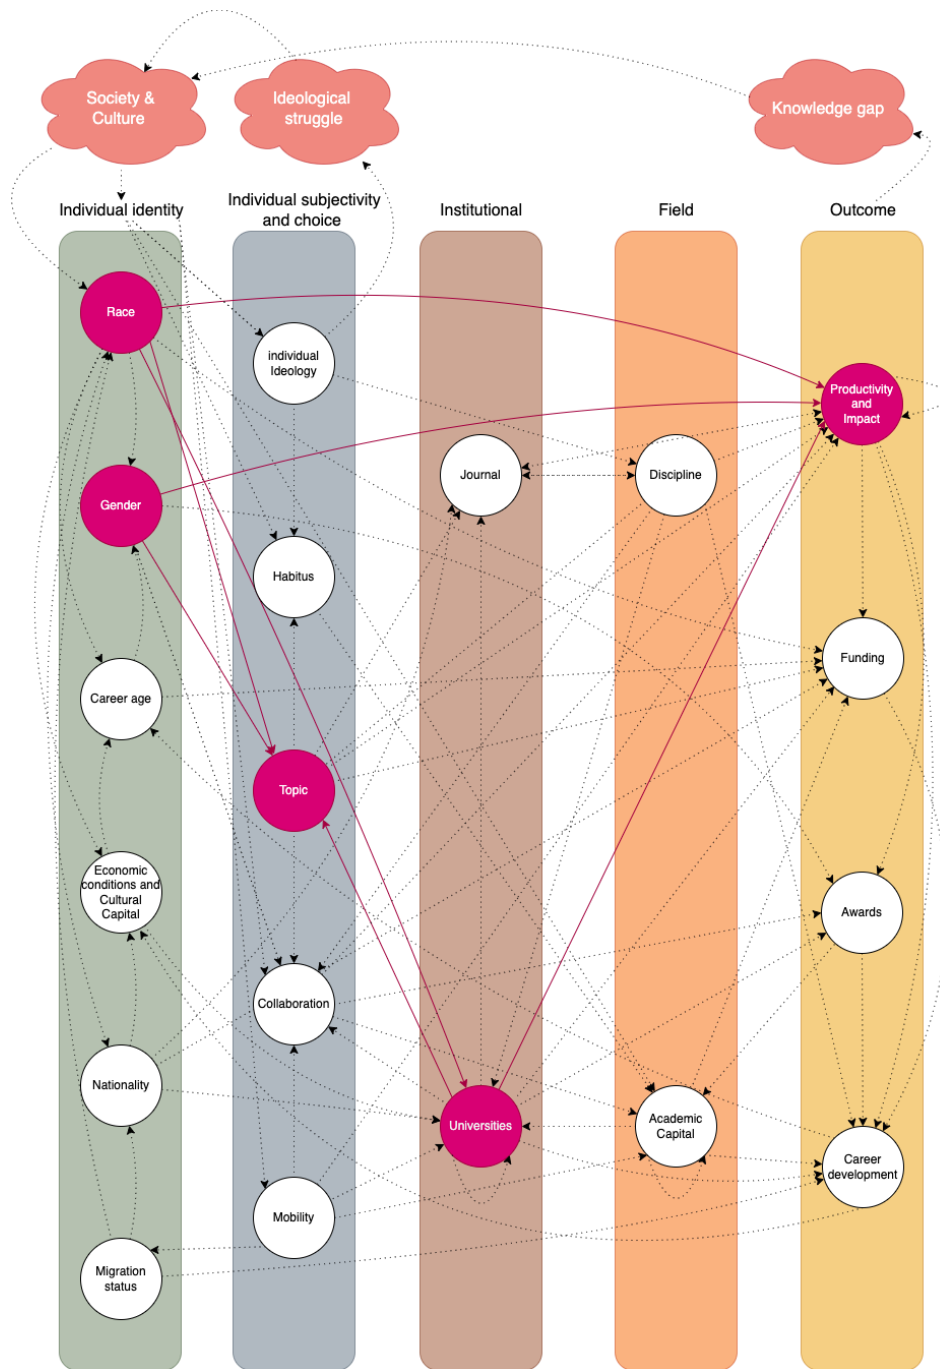 Society &
Culture
Ideological
struggle
Knowledge gap
Individual identity
Individual subjectivity
and choice
Institutional
Field
Outcome
Race
Gender
Career age
Economic
conditions and
Cultural
Capital
Nationality
Migration
status
individual
Ideology
Habitus
Topic
Collaboration
Mobility
Journal
Universities
Discipline
Academic
Capital
Productivity
and
Impact
Funding
Awards
Career
development